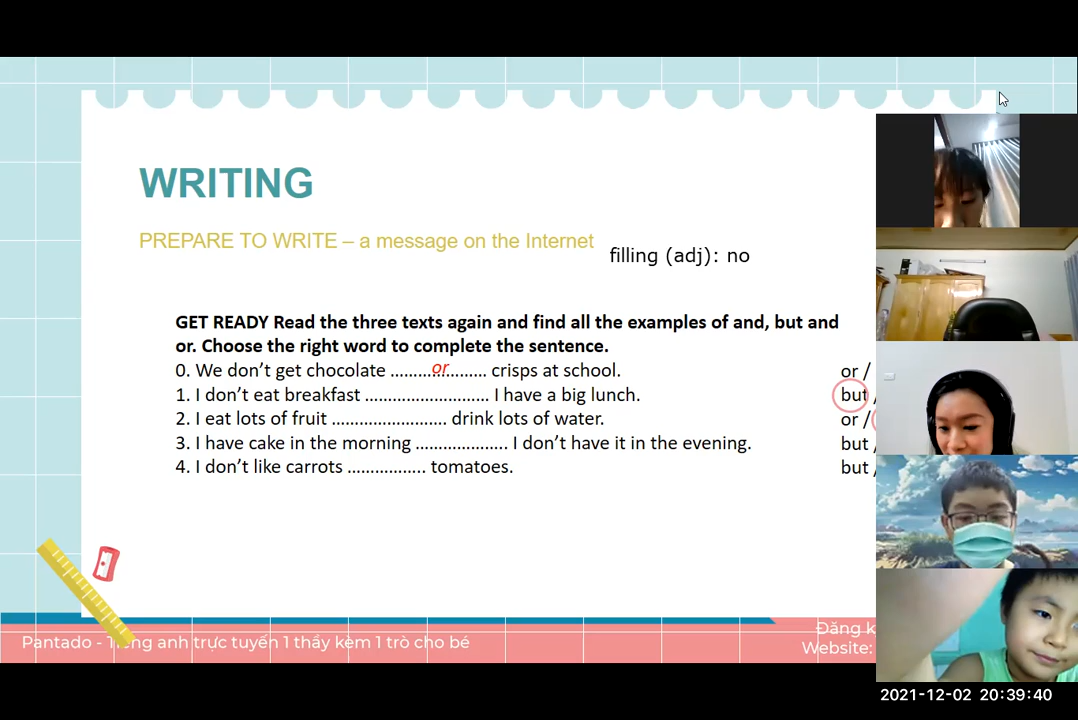 WRITING
PREPARE TO WRITE – a message on the Internet
filling (adj): no
GET READY Read the three texts again and find all the examples of and, but and
or. Choose the right word to complete the sentence.
0. We don't get chocolate .........or......... crisps at school. or /
1. I don't eat breakfast .......................... I have a big lunch. but /
2. I eat lots of fruit ........................ drink lots of water. or /
3. I have cake in the morning ................... I don't have it in the evening. but
4. I don't like carrots ................ tomatoes. but /
Pantado - Tiếng anh trực tuyến 1 thầy kèm 1 trò cho bé
Đăng k
Website:
2021-12-02 20:39:40